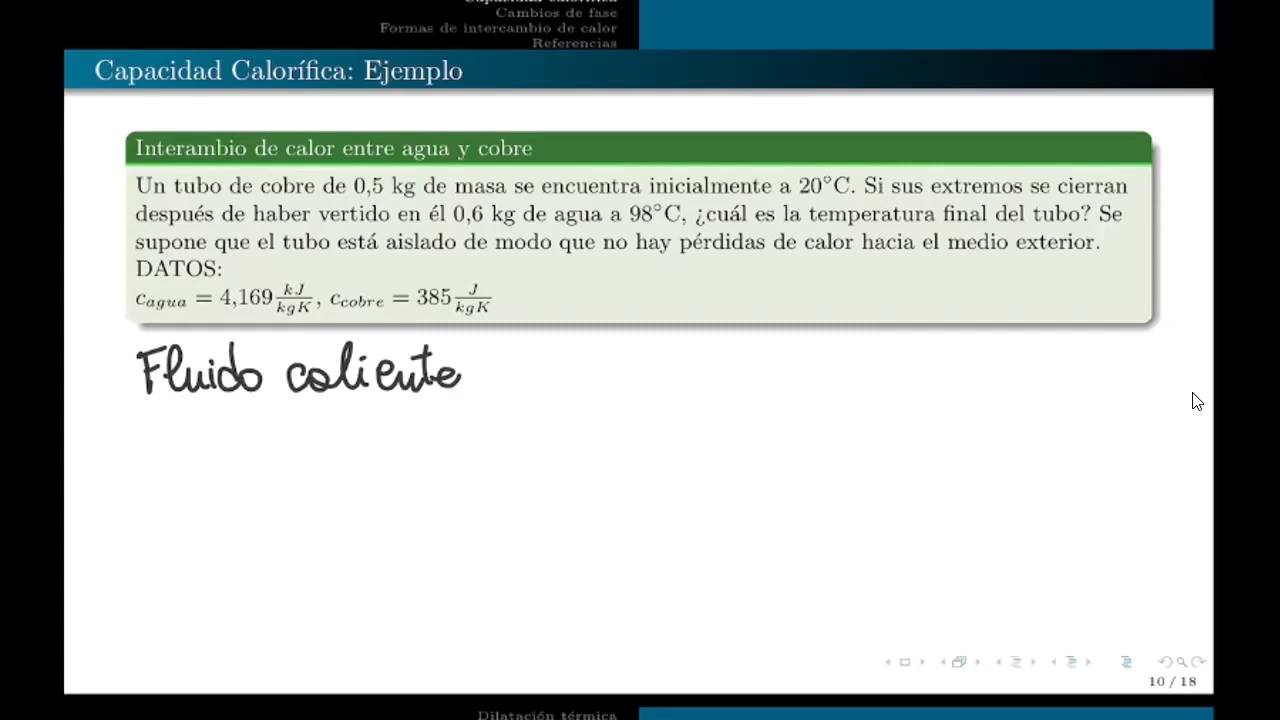 Capacidad Calorífica
Cambios de fase
Formas de intercambio de calor
Referencias
Capacidad Calorífica: Ejemplo
Interambio de calor entre agua y cobre
Un tubo de cobre de 0,5 kg de masa se encuentra inicialmente a 20°C. Si sus extremos se cierran
después de haber vertido en él 0,6 kg de agua a 98°C, ¿cuál es la temperatura final del tubo? Se
supone que el tubo está aislado de modo que no hay pérdidas de calor hacia el medio exterior.
DATOS:
c_agua = 4,169 kJ/kgK, c_cobre = 385 J/kgK
Fluido caliente
10 / 18
Dilatación térmica